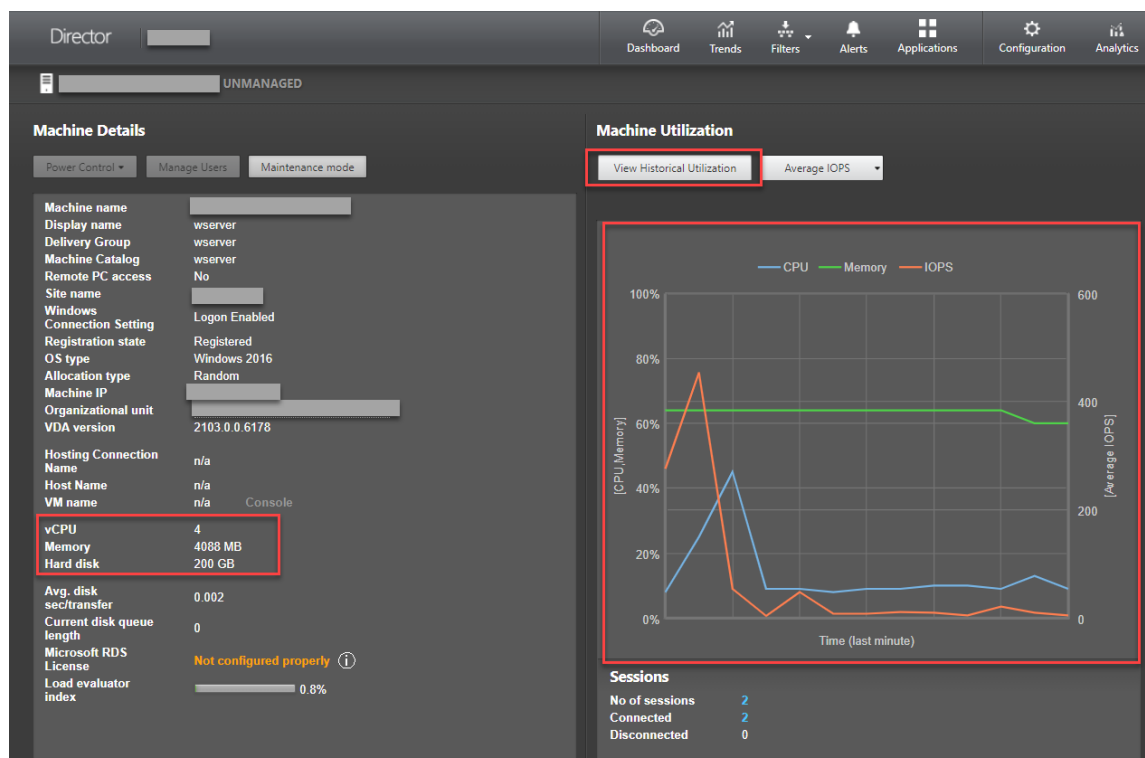 Director
Dashboard
Trends
Filters
Alerts
Applications
Configuration
Analytics
UNMANAGED
Machine Details
Power Control
Manage Users
Maintenance mode
Machine name
Display name wserver
Delivery Group wserver
Machine Catalog wserver
Remote PC access No
Site name
Windows
Connection Setting Logon Enabled
Registration state Registered
OS type Windows 2016
Allocation type Random
Machine IP
Organizational unit
VDA version 2103.0.0.6178
Hosting Connection
Name n/a
Host Name n/a
VM name n/a Console
vCPU 4
Memory 4088 MB
Hard disk 200 GB
Avg. disk
sec/transfer 0.002
Current disk queue
length 0
Microsoft RDS
License Not configured properly
Load evaluator
index 0.8%
Machine Utilization
View Historical Utilization
Average IOPS
CPU Memory IOPS
100% 600
80%
400
60%
40%
200
20%
0% 0
[CPU,Memory]
[Average IOPS]
Time (last minute)
Sessions
No of sessions 2
Connected 2
Disconnected 0